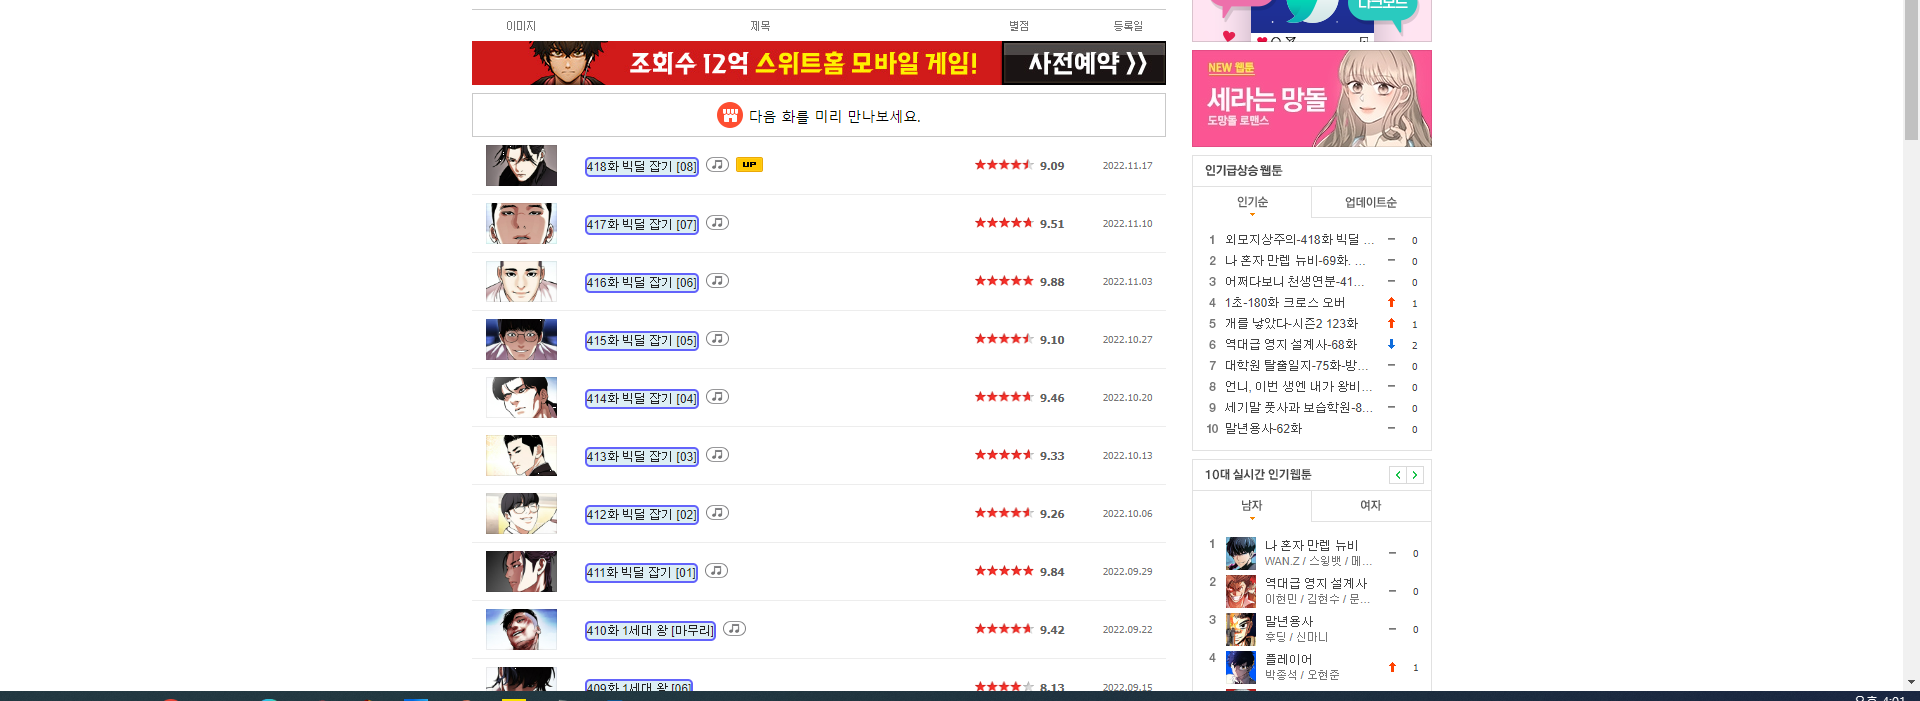 이미지 제목 별점 등록일
조회수 12억 스위트홈 모바일 게임! 사전예약 》
다음 화를 미리 만나보세요.
418화 빅딜 잡기 [08] UP 9.09 2022.11.17
417화 빅딜 잡기 [07] 9.51 2022.11.10
416화 빅딜 잡기 [06] 9.88 2022.11.03
415화 빅딜 잡기 [05] 9.10 2022.10.27
414화 빅딜 잡기 [04] 9.46 2022.10.20
413화 빅딜 잡기 [03] 9.33 2022.10.13
412화 빅딜 잡기 [02] 9.26 2022.10.06
411화 빅딜 잡기 [01] 9.84 2022.09.29
410화 1세대 왕 [마무리] 9.42 2022.09.22
409화 1세대 왕 [06] 8.13 2022.09.15
NEW 웹툰
세라는 망돌
도망돌 로맨스
인기급상승 웹툰
인기순 업데이트순
1 외모지상주의-418화 빅딜 ... 0
2 나 혼자 만렙 뉴비-69화. ... 0
3 어쩌다보니 천생연분-41... 0
4 1초-180화 크로스 오버 1
5 개를 낳았다-시즌2 123화 1
6 역대급 영지 설계사-68화 2
7 대학원 탈출일지-75화-방... 0
8 언니, 이번 생엔 내가 왕비... 0
9 세기말 풋사과 보습학원-8... 0
10 말년용사-62화 0
10대 실시간 인기웹툰
남자 여자
1 나 혼자 만렙 뉴비 0
WAN.Z / 스윙뱃 / 메...
2 역대급 영지 설계사 0
이현민 / 김현수 / 문...
3 말년용사 0
후딩 / 신마니
4 플레이어 1
박종석 / 오현준